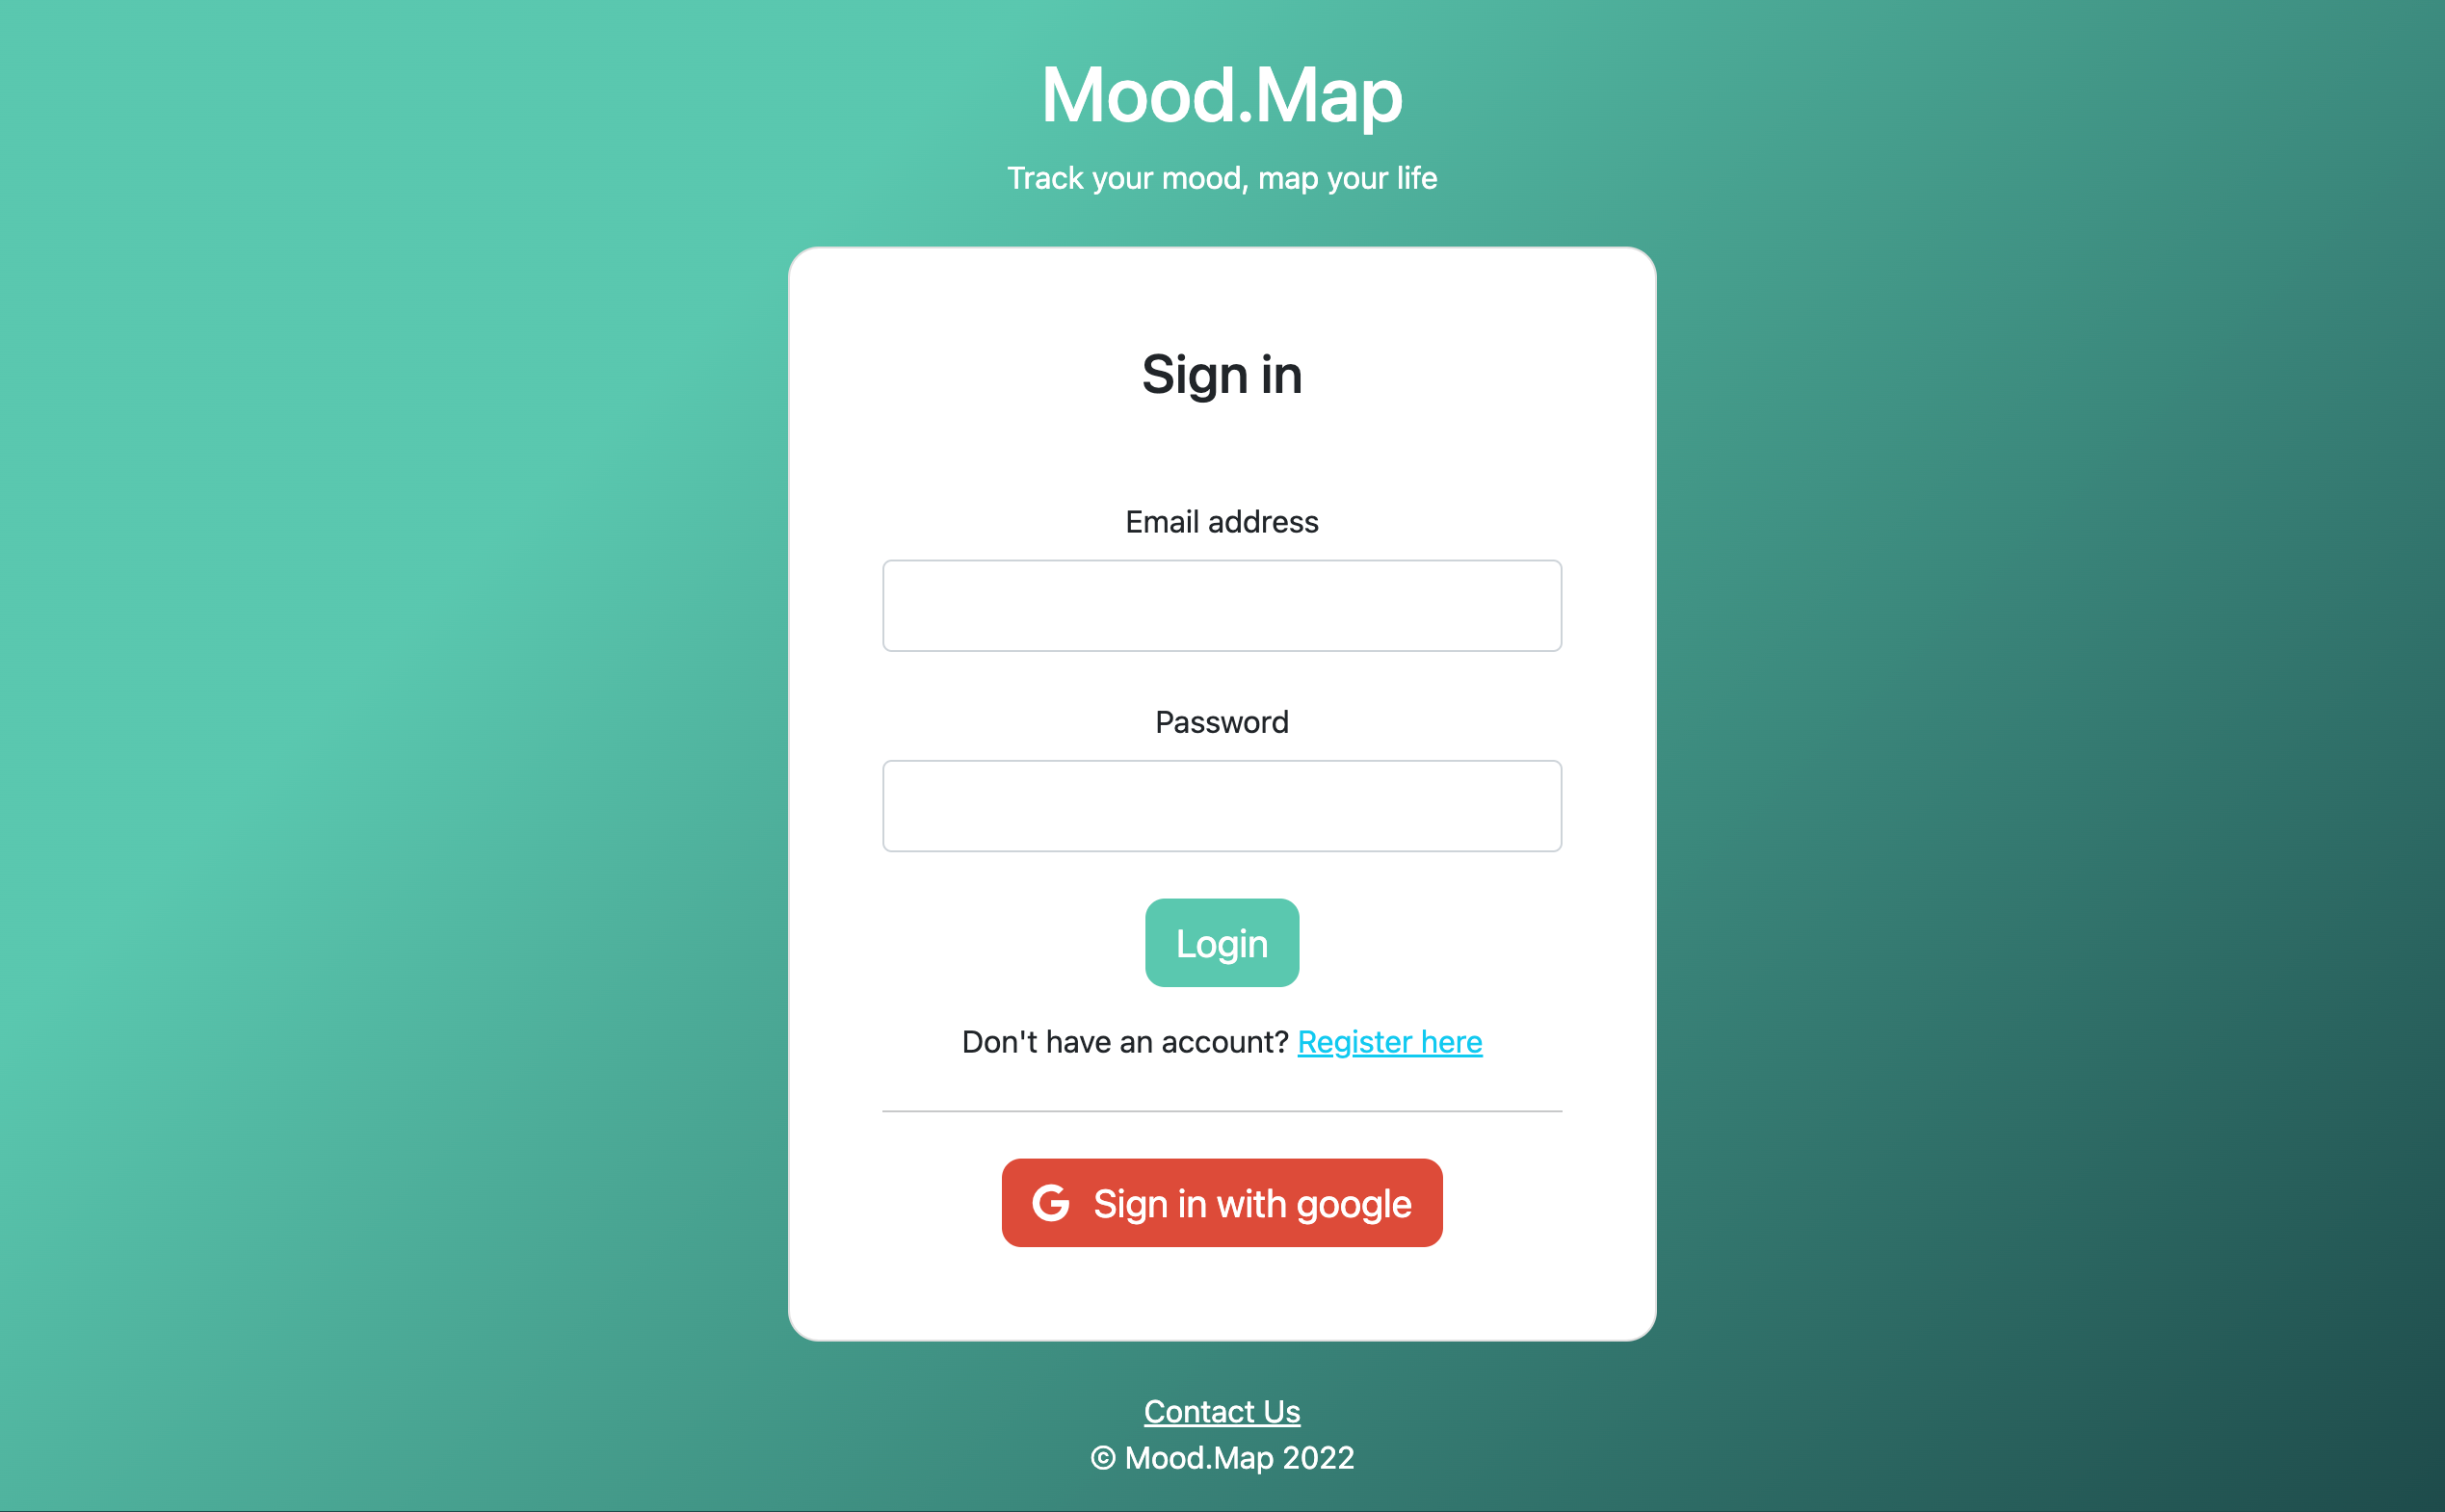 Mood.Map
Track your mood, map your life
Sign in
Email address
Password
Login
Don't have an account? Register here
Sign in with google
Contact Us
© Mood.Map 2022